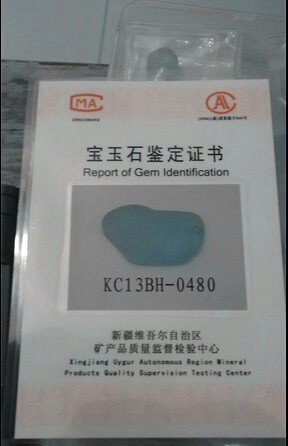 MA
宝玉石鉴定证书
Report of Gem Identification
KC13BH-0480
新疆维吾尔自治区
矿产品质量监督检验中心
Xingjiang Uygur Autonomous Region Mineral
Products Quality Supervision Testing Center